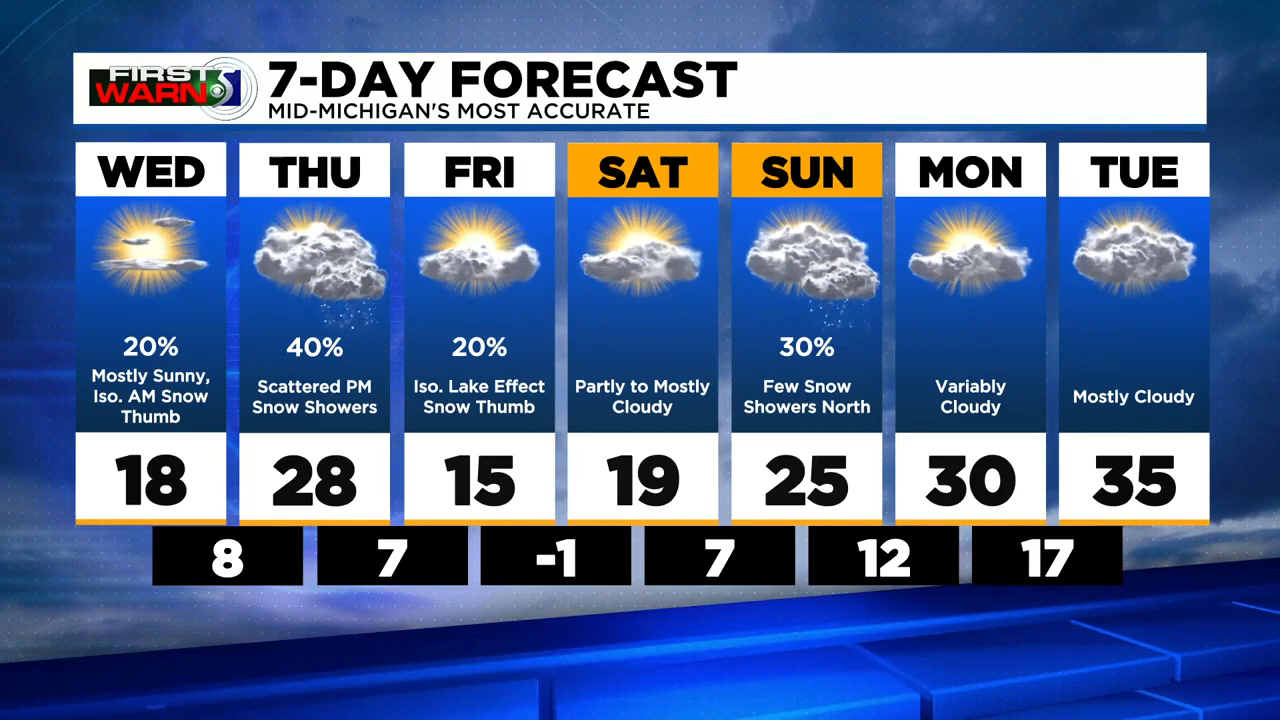 FIRST
WARN 5
7-DAY FORECAST
MID-MICHIGAN'S MOST ACCURATE
WED
THU
FRI
SAT
SUN
MON
TUE
20%
40%
20%
30%
Mostly Sunny,
Iso. AM Snow
Thumb
Scattered PM
Snow Showers
Iso. Lake Effect
Snow Thumb
Partly to Mostly
Cloudy
Few Snow
Showers North
Variably
Cloudy
Mostly Cloudy
18
28
15
19
25
30
35
8
7
-1
7
12
17